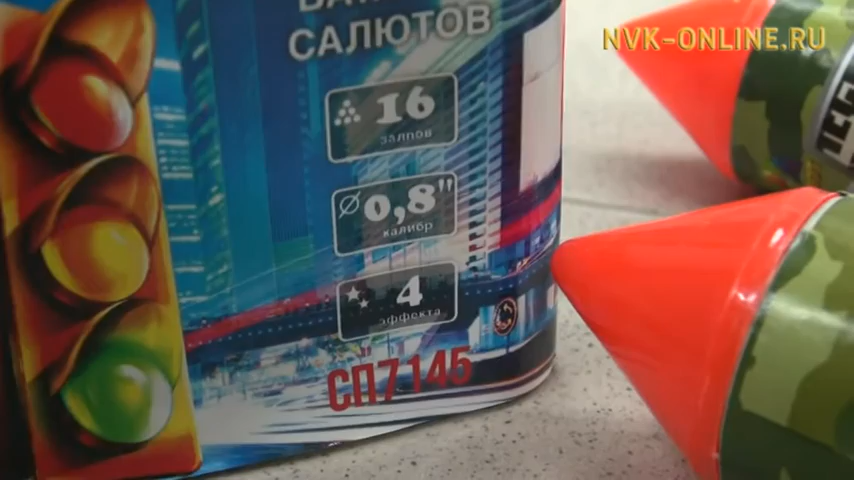 NVK-ONLINE.RU
САЛЮТОВ
16
залпов
0,8"
калибр
4
эффекта
СП7145